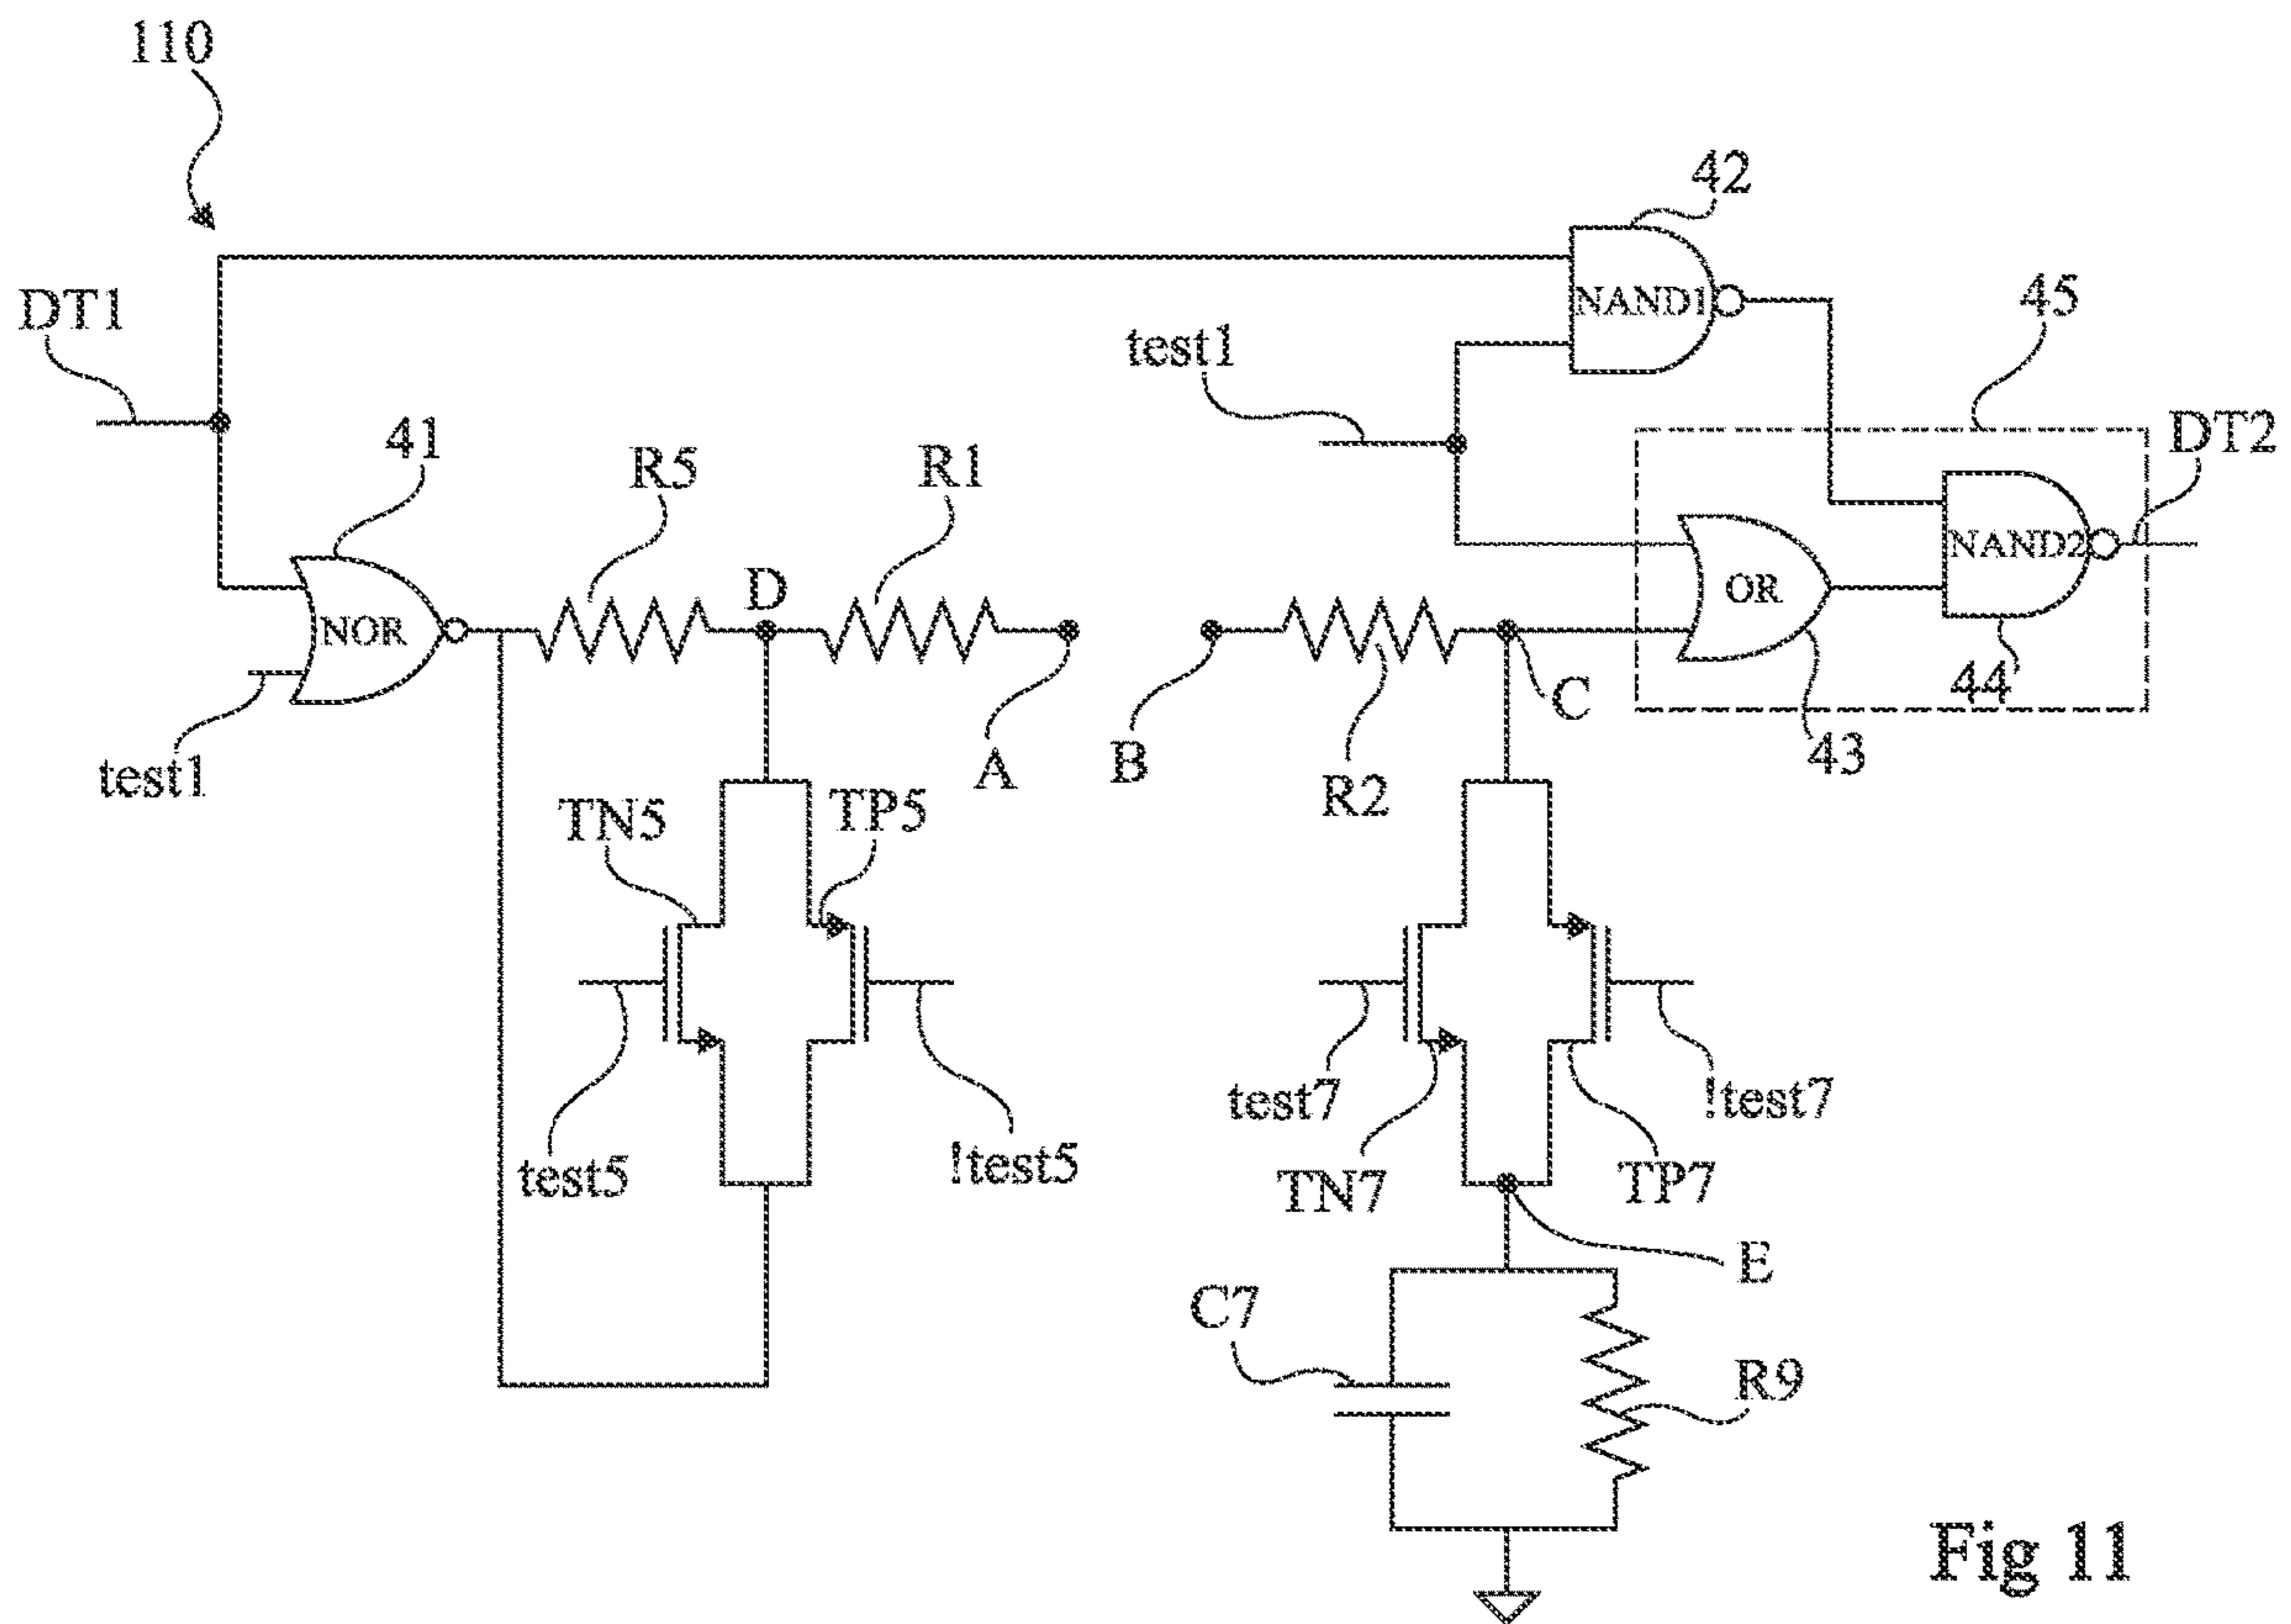 110
42
45
DT1
test1
DT2
NAND1
41
R5
R1
NAND2
D
OR
NOR
C
44
test1
A
B
R2
43
TN5
TP5
test5
!test5
test7
!test7
TN7
TP7
E
C7
R9
Fig 11